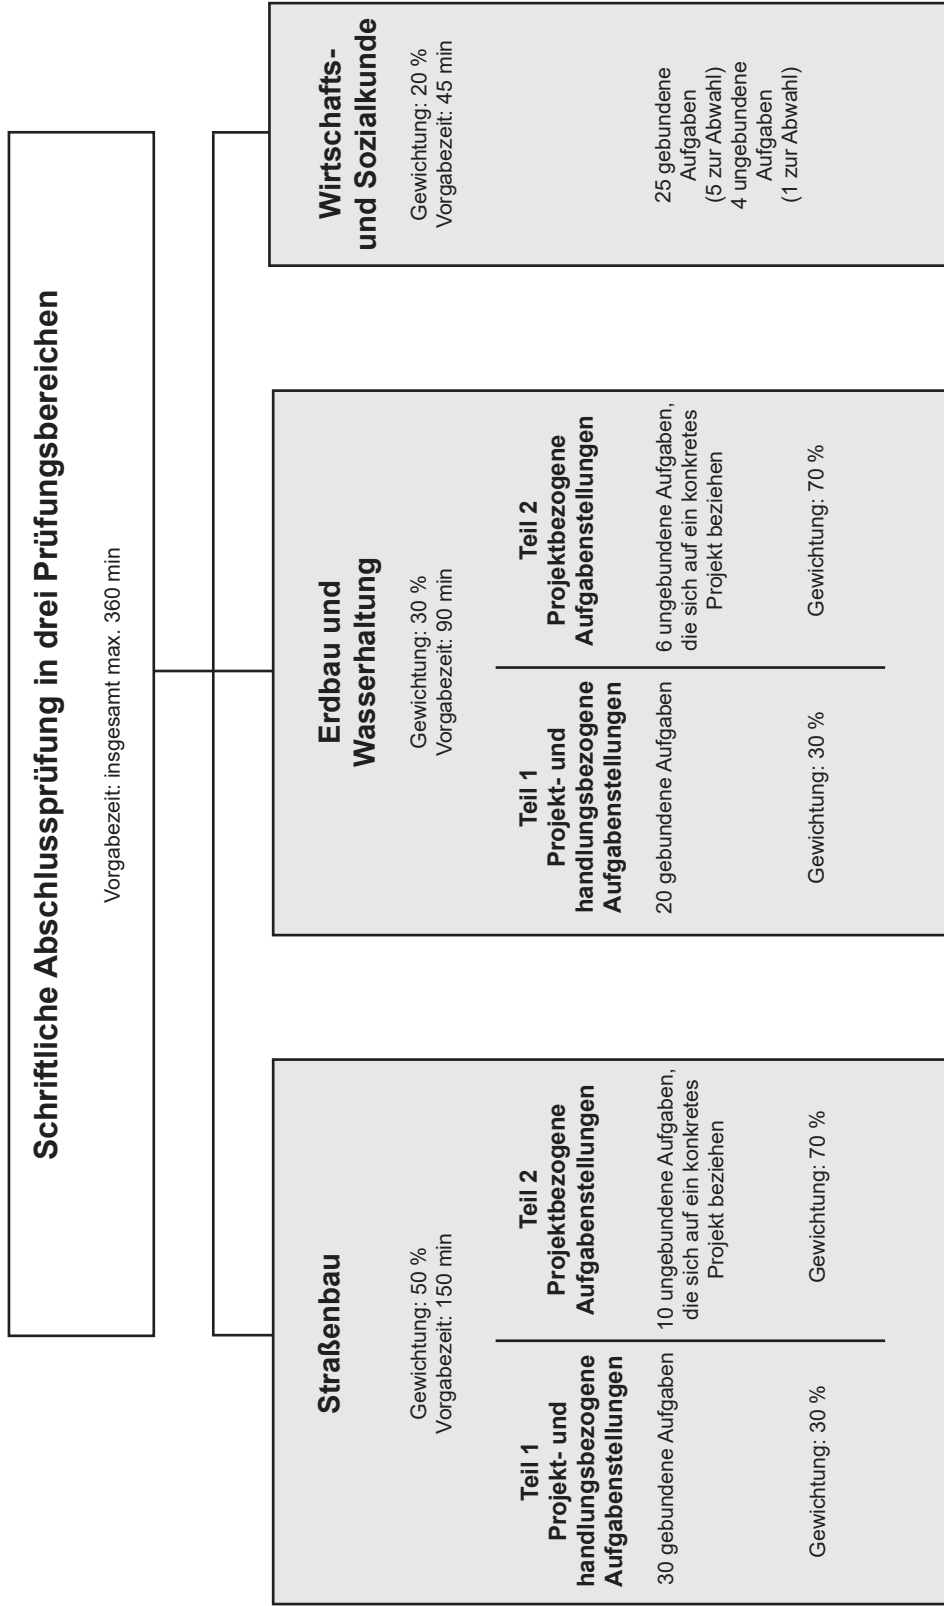 Schriftliche Abschlussprüfung in drei Prüfungsbereichen
Vorgabezeit: insgesamt max. 360 min
Straßenbau
Gewichtung: 50 %
Vorgabezeit: 150 min
Teil 1
Projekt- und
handlungsbezogene
Aufgabenstellungen
30 gebundene Aufgaben
Gewichtung: 30 %
Teil 2
Projektbezogene
Aufgabenstellungen
10 ungebundene Aufgaben,
die sich auf ein konkretes
Projekt beziehen
Gewichtung: 70 %
Erdbau und
Wasserhaltung
Gewichtung: 30 %
Vorgabezeit: 90 min
Teil 1
Projekt- und
handlungsbezogene
Aufgabenstellungen
20 gebundene Aufgaben
Gewichtung: 30 %
Teil 2
Projektbezogene
Aufgabenstellungen
6 ungebundene Aufgaben,
die sich auf ein konkretes
Projekt beziehen
Gewichtung: 70 %
Wirtschafts-
und Sozialkunde
Gewichtung: 20 %
Vorgabezeit: 45 min
25 gebundene
Aufgaben
(5 zur Abwahl)
4 ungebundene
Aufgaben
(1 zur Abwahl)